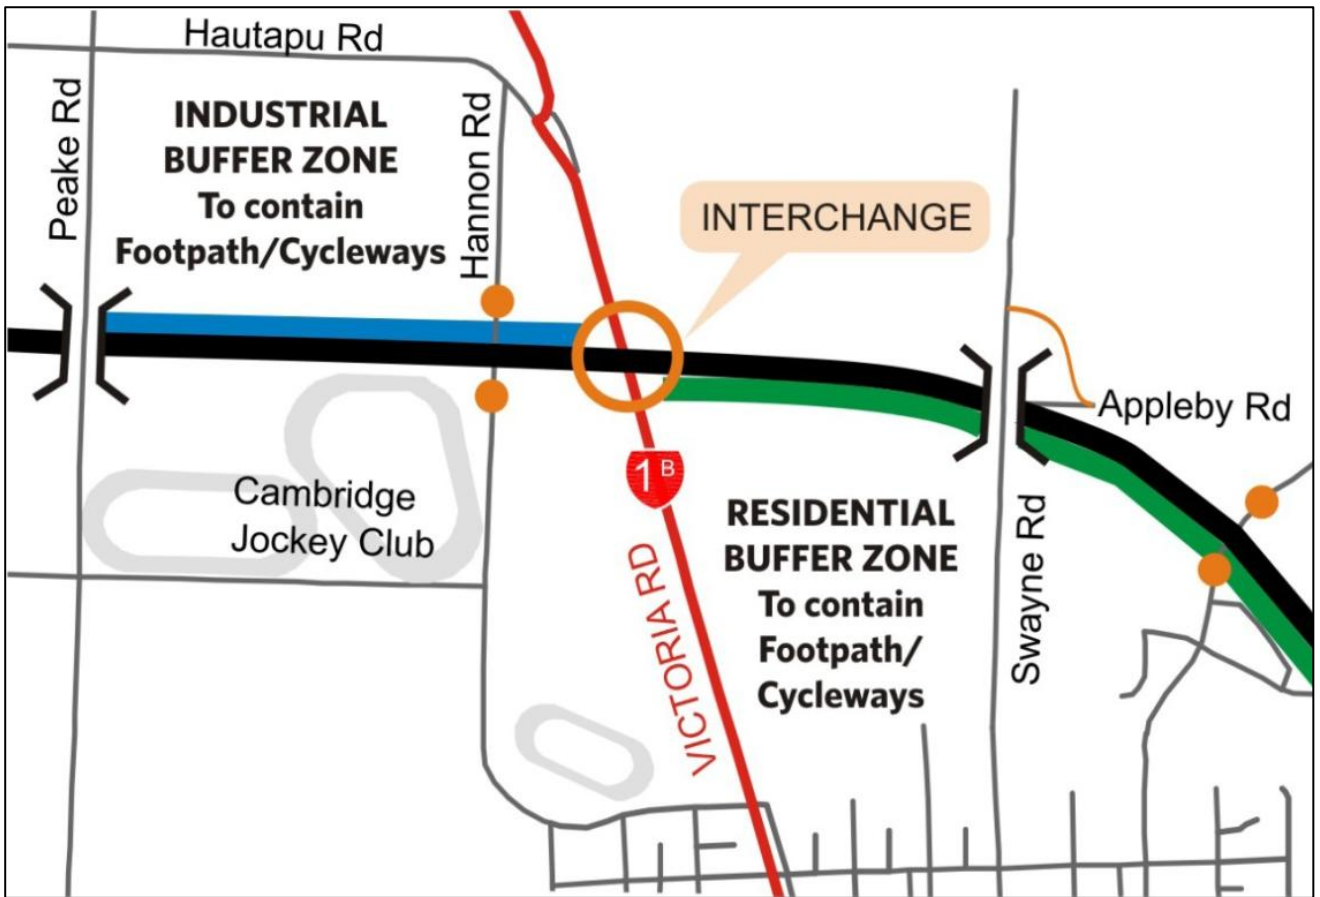 Hautapu Rd
Peake Rd
INDUSTRIAL
BUFFER ZONE
To contain
Footpath/Cycleways
Hannon Rd
INTERCHANGE
Appleby Rd
Cambridge
Jockey Club
1 B
VICTORIA RD
RESIDENTIAL
BUFFER ZONE
To contain
Footpath/
Cycleways
Swayne Rd